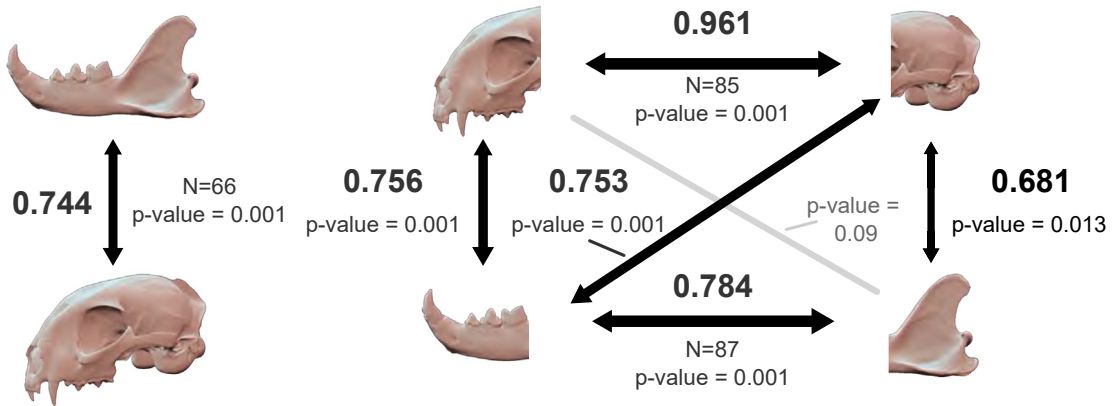 0.961
N=85
p-value = 0.001
0.744
N=66
p-value = 0.001
0.756
p-value = 0.001
0.753
p-value = 0.001
p-value =
0.09
0.681
p-value = 0.013
0.784
N=87
p-value = 0.001